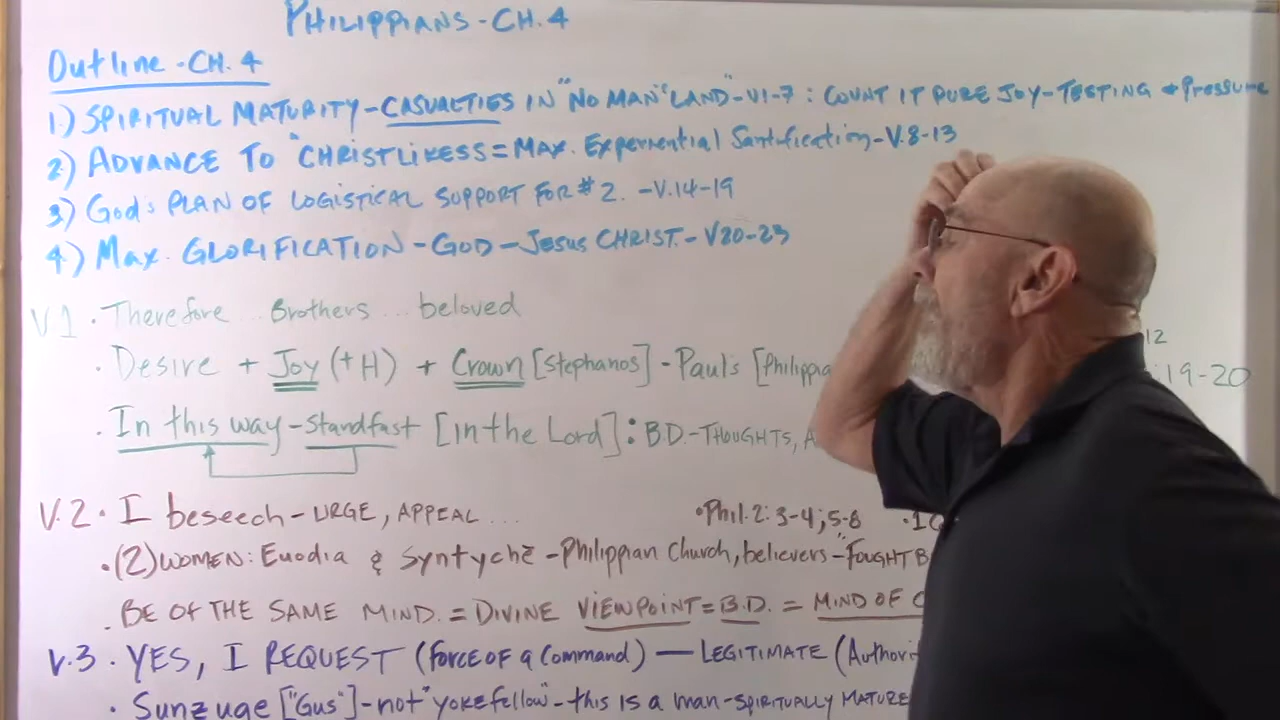 PHILIPPIANS-CH.4
Outline-CH. 4
1.) SPIRITUAL MATURITY-CASUALTIES IN "NO MAN" LAND"-V1-7: COUNT IT PURE JOY-TESTING + Pressure
2.) ADVANCE TO "CHRISTLIKESS = MAX. Experiential Santification-V.8-13
3) God's PLAN OF LOGISTICAL SUPPORT FOR #2. -V.14-19
4.) MAX. GLORIFICATION-GOD-JESUS CHRIST.-V20-23
V.1 • Therefore... Brothers... beloved
12
• Desire + Joy (+H) + Crown [stephanos] - Paul's [Philippia
:19-20
• In this way-standfast [in the Lord]: B.D.-THOUGHTS, A
V.2 • I beseech-URGE, APPEAL... •Phil.2:3-4;5-8
•(2) WOMEN: Euodia & Syntychē -Philippian Church, believers-"FOUGHT B
• BE OF THE SAME MIND. = DIVINE VIEWPOINT = B.D. = MIND OF C
V.3 • YES, I REQUEST (Force OF a Command) — LEGITIMATE (Authori
• Sunzuge ["Gus"]-not "yokefellow"-this is a man-SPIRITUALLY MATURE